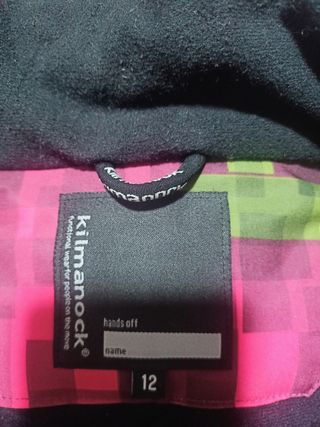 kilmanock
kilmanock®
functional wear for people on the move
hands off
name
12